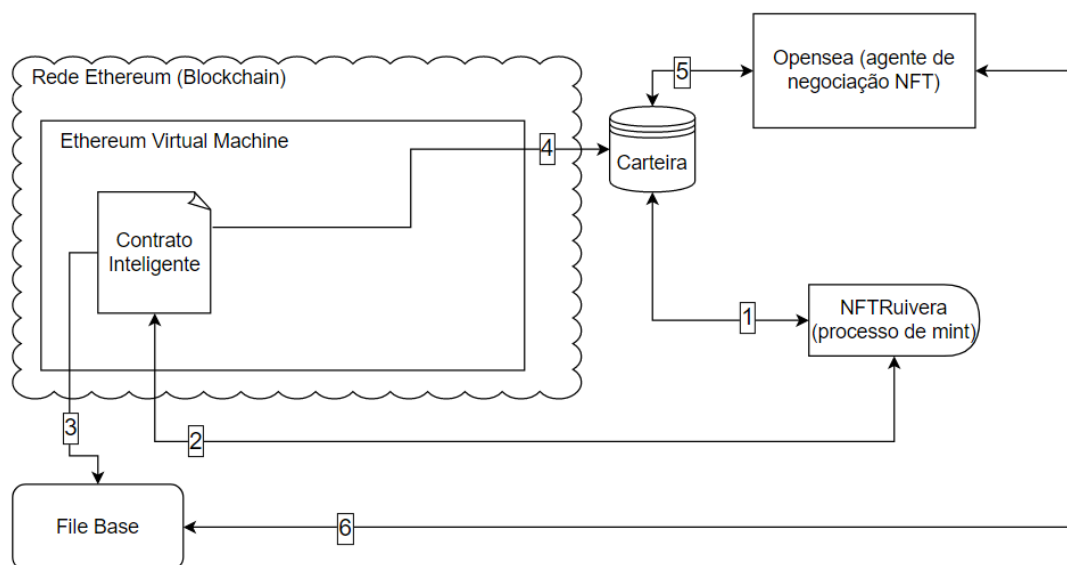 Rede Ethereum (Blockchain)
Ethereum Virtual Machine
Contrato
Inteligente
Opensea (agente de
negociação NFT)
5
4
Carteira
1
NFTRuivera
(processo de mint)
3
2
File Base
6